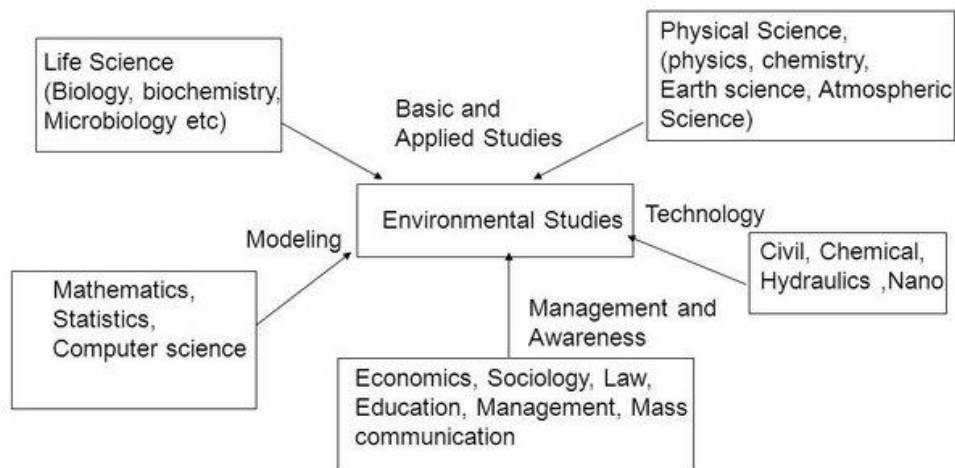 Life Science
(Biology, biochemistry,
Microbiology etc)
Basic and
Applied Studies
Physical Science,
(physics, chemistry,
Earth science, Atmospheric
Science)
Environmental Studies
Technology
Modeling
Civil, Chemical,
Hydraulics ,Nano
Mathematics,
Statistics,
Computer science
Management and
Awareness
Economics, Sociology, Law,
Education, Management, Mass
communication